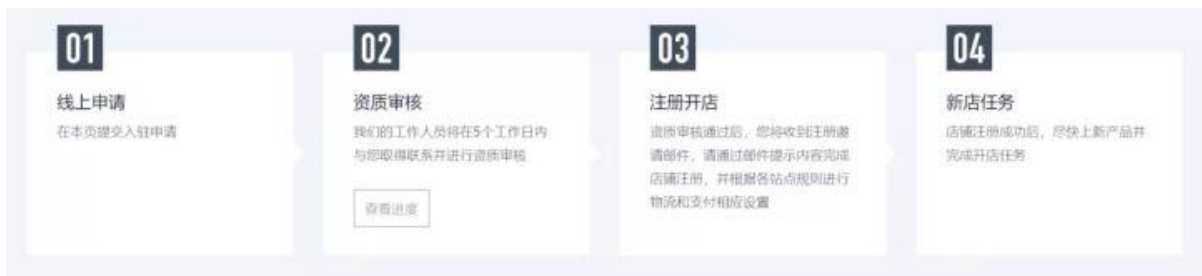 01
线上申请
在本页提交入驻申请
02
资质审核
我们的工作人员将在5个工作日内
与您取得联系并进行资质审核
查看进度
03
注册开店
资质审核通过后，您将收到注册邀
请邮件，请通过邮件提示内容完成
店铺注册，并根据各站点规则进行
物流和支付相应设置
04
新店任务
店铺注册成功后，尽快上新产品并
完成开店任务